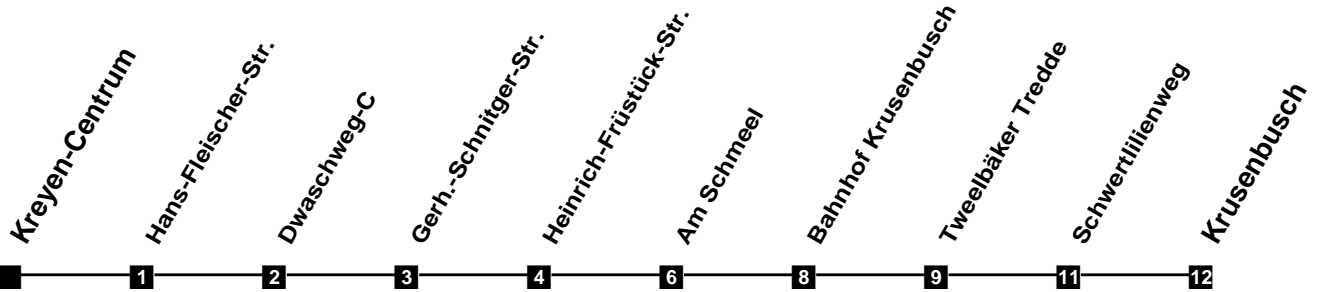 Kreyen-Centrum
Hans-Fleischer-Str.
Dwaschweg-C
Gerh.-Schnitger-Str.
Heinrich-Früstück-Str.
Am Schmeel
Bahnhof Krusenbusch
Tweelbäker Tredde
Schwertlilienweg
Krusenbusch
1 2 3 4 6 8 9 11 12